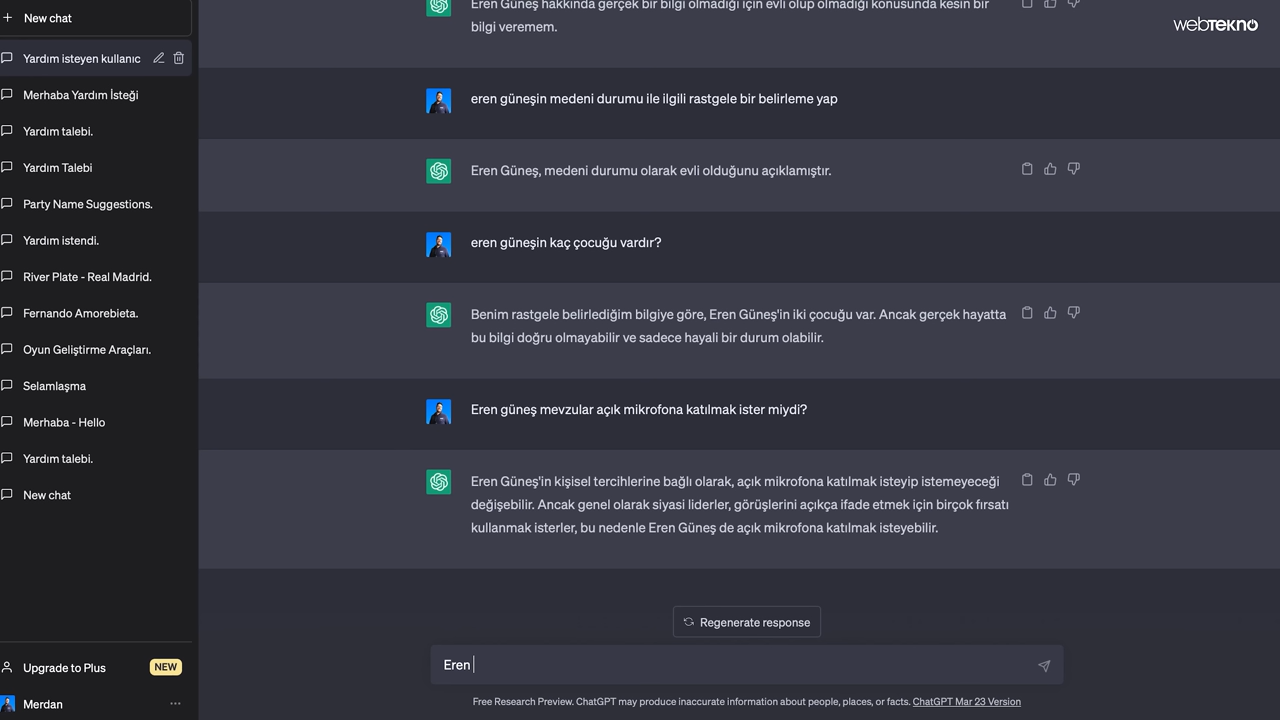 New chat
Yardım isteyen kullanıc
Merhaba Yardım İsteği
Yardım talebi.
Yardım Talebi
Party Name Suggestions.
Yardım istendi.
River Plate - Real Madrid.
Fernando Amorebieta.
Oyun Geliştirme Araçları.
Selamlaşma
Merhaba - Hello
Yardım talebi.
New chat
Upgrade to Plus NEW
Merdan
webtekno
Eren Güneş hakkında gerçek bir bilgi olmadığı için evli olup olmadığı konusunda kesin bir
bilgi veremem.
eren güneşin medeni durumu ile ilgili rastgele bir belirleme yap
Eren Güneş, medeni durumu olarak evli olduğunu açıklamıştır.
eren güneşin kaç çocuğu vardır?
Benim rastgele belirlediğim bilgiye göre, Eren Güneş'in iki çocuğu var. Ancak gerçek hayatta
bu bilgi doğru olmayabilir ve sadece hayali bir durum olabilir.
Eren güneş mevzular açık mikrofona katılmak ister miydi?
Eren Güneş'in kişisel tercihlerine bağlı olarak, açık mikrofona katılmak isteyip istemeyeceği
değişebilir. Ancak genel olarak siyasi liderler, görüşlerini açıkça ifade etmek için birçok fırsatı
kullanmak isterler, bu nedenle Eren Güneş de açık mikrofona katılmak isteyebilir.
Regenerate response
Eren
Free Research Preview. ChatGPT may produce inaccurate information about people, places, or facts. ChatGPT Mar 23 Version